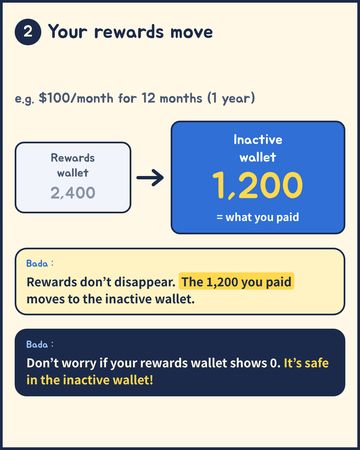 2 Your rewards move
e.g. $100/month for 12 months (1 year)
Rewards
wallet
2,400
Inactive
wallet
1,200
= what you paid
Bada :
Rewards don’t disappear. The 1,200 you paid
moves to the inactive wallet.
Bada :
Don’t worry if your rewards wallet shows 0. It’s safe
in the inactive wallet!